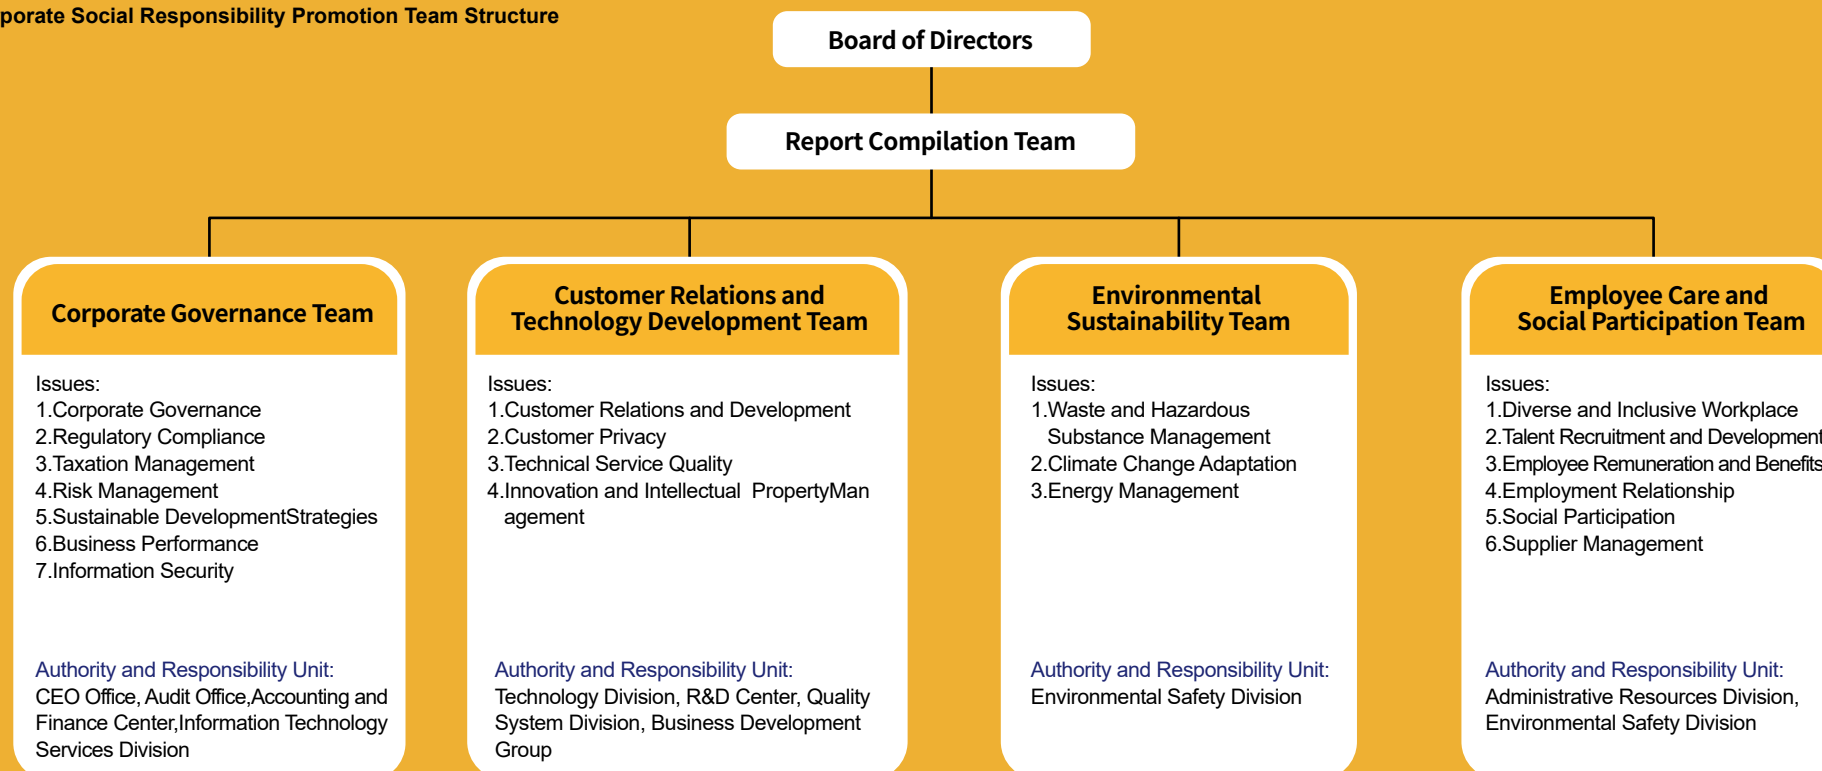 porate Social Responsibility Promotion Team Structure
Board of Directors
Report Compilation Team
Corporate Governance Team
Issues:
1.Corporate Governance
2.Regulatory Compliance
3.Taxation Management
4.Risk Management
5.Sustainable DevelopmentStrategies
6.Business Performance
7.Information Security
Authority and Responsibility Unit:
CEO Office, Audit Office,Accounting and
Finance Center,Information Technology
Services Division
Customer Relations and
Technology Development Team
Issues:
1.Customer Relations and Development
2.Customer Privacy
3.Technical Service Quality
4.Innovation and Intellectual PropertyMan
agement
Authority and Responsibility Unit:
Technology Division, R&D Center, Quality
System Division, Business Development
Group
Environmental
Sustainability Team
Issues:
1.Waste and Hazardous
Substance Management
2.Climate Change Adaptation
3.Energy Management
Authority and Responsibility Unit:
Environmental Safety Division
Employee Care and
Social Participation Team
Issues:
1.Diverse and Inclusive Workplace
2.Talent Recruitment and Development
3.Employee Remuneration and Benefits
4.Employment Relationship
5.Social Participation
6.Supplier Management
Authority and Responsibility Unit:
Administrative Resources Division,
Environmental Safety Division